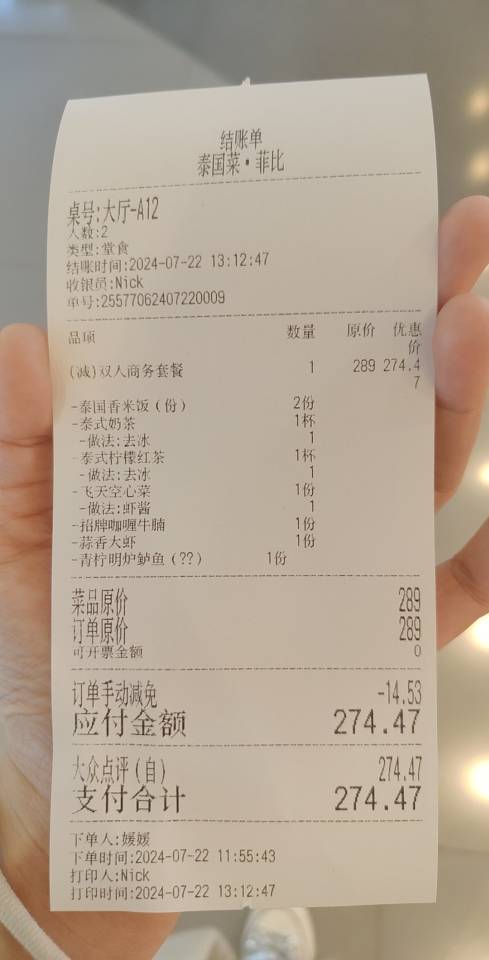 结账单
泰国菜·菲比
桌号:大厅-A12
人数:2
类型:堂食
结账时间:2024-07-22 13:12:47
收银员:Nick
单号:25577062407220009
品项 数量 原价 优惠价
(减)双人商务套餐 1 289 274.47
-泰国香米饭(份) 2份
-泰式奶茶 1杯
-做法:去冰 1
-泰式柠檬红茶 1杯
-做法:去冰 1
-飞天空心菜 1份
-做法:虾酱 1
-招牌咖喱牛腩 1份
-蒜香大虾 1份
-青柠明炉鲈鱼(??) 1份
菜品原价 289
订单原价 289
可开票金额 0
订单手动减免 -14.53
应付金额 274.47
大众点评(自) 274.47
支付合计 274.47
下单人:媛媛
下单时间:2024-07-22 11:55:43
打印人:Nick
打印时间:2024-07-22 13:12:47